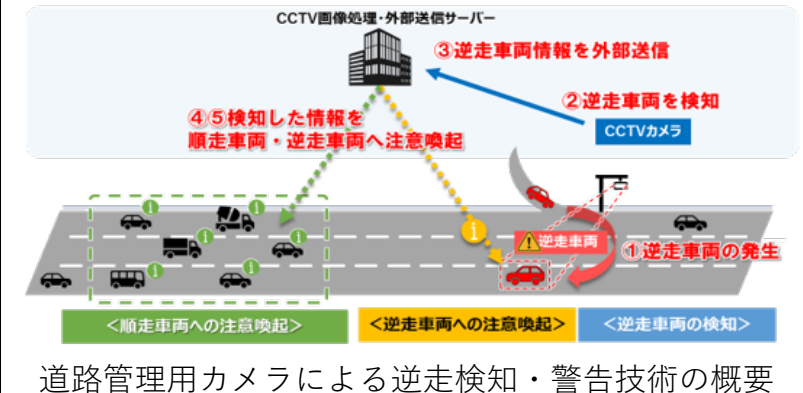 CCTV画像処理・外部送信サーバー
③逆走車両情報を外部送信
②逆走車両を検知
CCTVカメラ
④⑤検知した情報を
順走車両・逆走車両へ注意喚起
i
i
i
i
i
i
i
逆走車両
①逆走車両の発生
<順走車両への注意喚起>
<逆走車両への注意喚起>
<逆走車両の検知>
道路管理用カメラによる逆走検知・警告技術の概要